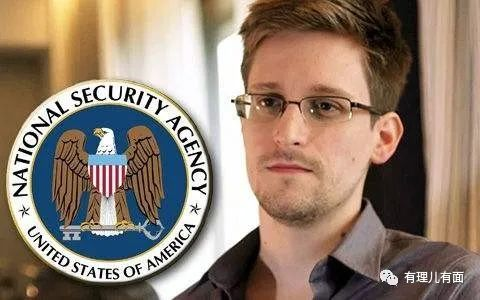 NATIONAL SECURITY AGENCY
UNITED STATES OF AMERICA
有理儿有面